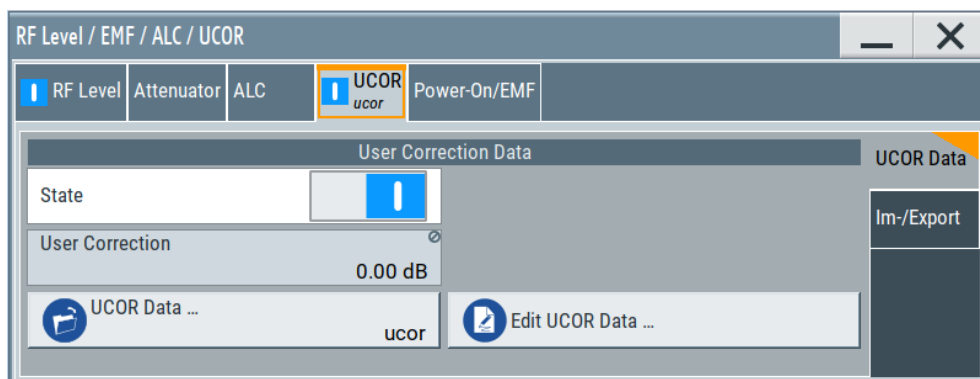 RF Level / EMF / ALC / UCOR
RF Level
Attenuator
ALC
UCOR
ucor
Power-On/EMF
User Correction Data
UCOR Data
State
Im-/Export
User Correction
0.00 dB
UCOR Data ...
ucor
Edit UCOR Data ...